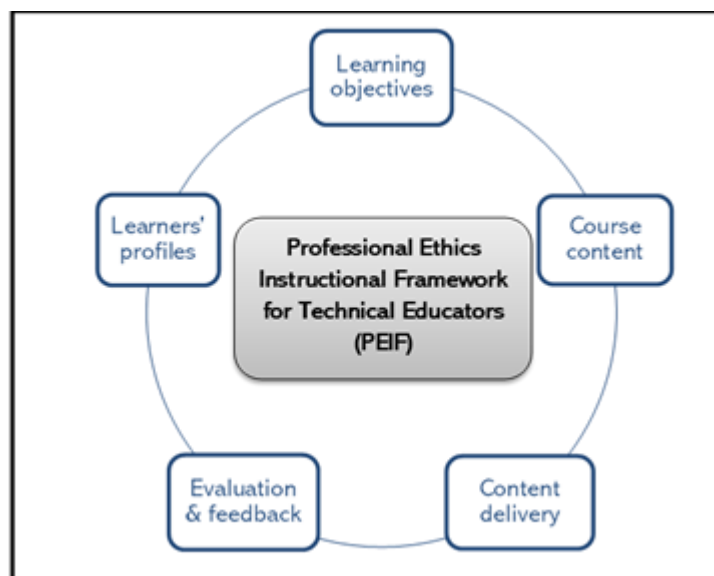 Learning
objectives
Learners'
profiles
Course
content
Professional Ethics
Instructional Framework
for Technical Educators
(PEIF)
Evaluation
& feedback
Content
delivery